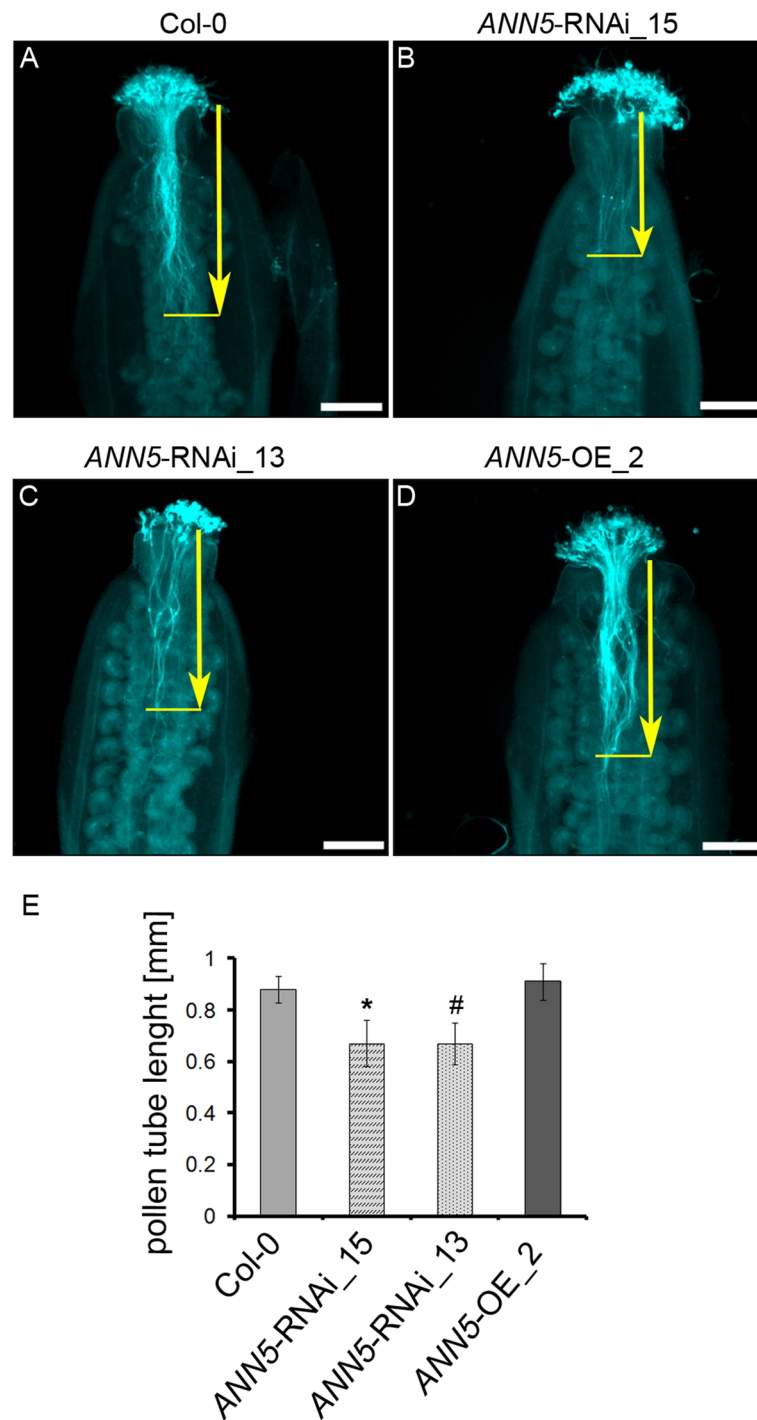 Col-0
ANN5-RNAi_15
A
B
ANN5-RNAi_13
ANN5-OE_2
C
D
E
pollen tube lenght [mm]
1
0.8
0.6
0.4
0.2
0
*
#
Col-0
ANN5-RNAi_15
ANN5-RNAi_13
ANN5-OE_2